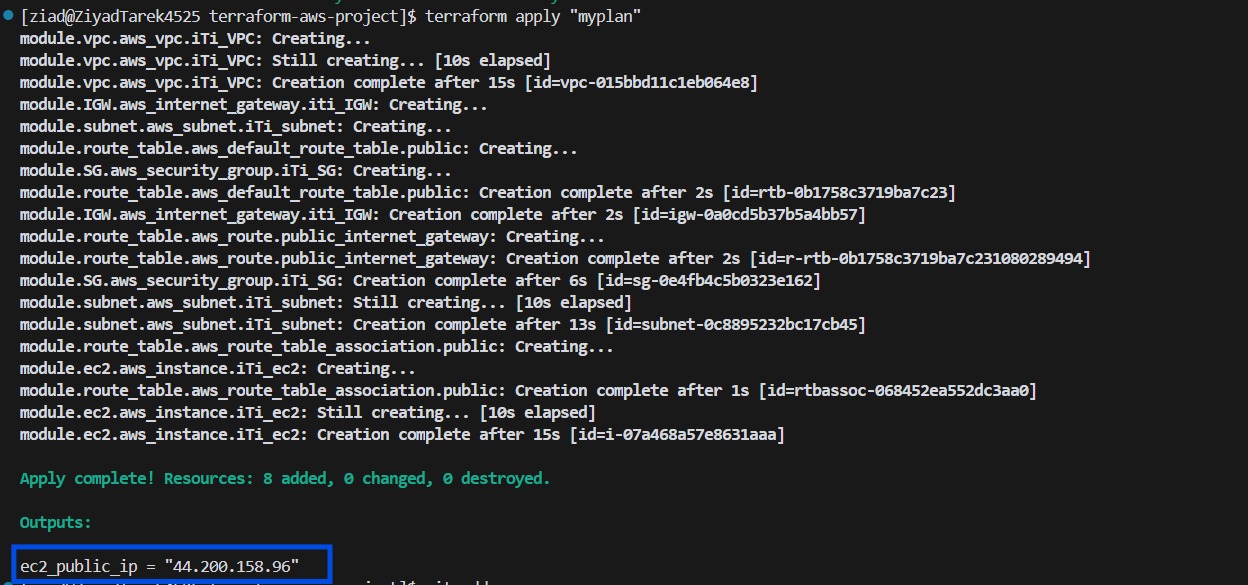 [ziad@ZiyadTarek4525 terraform-aws-project]$ terraform apply "myplan"
module.vpc.aws_vpc.iTi_VPC: Creating...
module.vpc.aws_vpc.iTi_VPC: Still creating... [10s elapsed]
module.vpc.aws_vpc.iTi_VPC: Creation complete after 15s [id=vpc-015bbd11c1eb064e8]
module.IGW.aws_internet_gateway.iti_IGW: Creating...
module.subnet.aws_subnet.iTi_subnet: Creating...
module.route_table.aws_default_route_table.public: Creating...
module.SG.aws_security_group.iTi_SG: Creating...
module.route_table.aws_default_route_table.public: Creation complete after 2s [id=rtb-0b1758c3719ba7c23]
module.IGW.aws_internet_gateway.iti_IGW: Creation complete after 2s [id=igw-0a0cd5b37b5a4bb57]
module.route_table.aws_route.public_internet_gateway: Creating...
module.route_table.aws_route.public_internet_gateway: Creation complete after 2s [id=r-rtb-0b1758c3719ba7c231080289494]
module.SG.aws_security_group.iTi_SG: Creation complete after 6s [id=sg-0e4fb4c5b0323e162]
module.subnet.aws_subnet.iTi_subnet: Still creating... [10s elapsed]
module.subnet.aws_subnet.iTi_subnet: Creation complete after 13s [id=subnet-0c8895232bc17cb45]
module.route_table.aws_route_table_association.public: Creating...
module.ec2.aws_instance.iTi_ec2: Creating...
module.route_table.aws_route_table_association.public: Creation complete after 1s [id=rtbassoc-068452ea552dc3aa0]
module.ec2.aws_instance.iTi_ec2: Still creating... [10s elapsed]
module.ec2.aws_instance.iTi_ec2: Creation complete after 15s [id=i-07a468a57e8631aaa]
Apply complete! Resources: 8 added, 0 changed, 0 destroyed.
Outputs:
ec2_public_ip = "44.200.158.96"